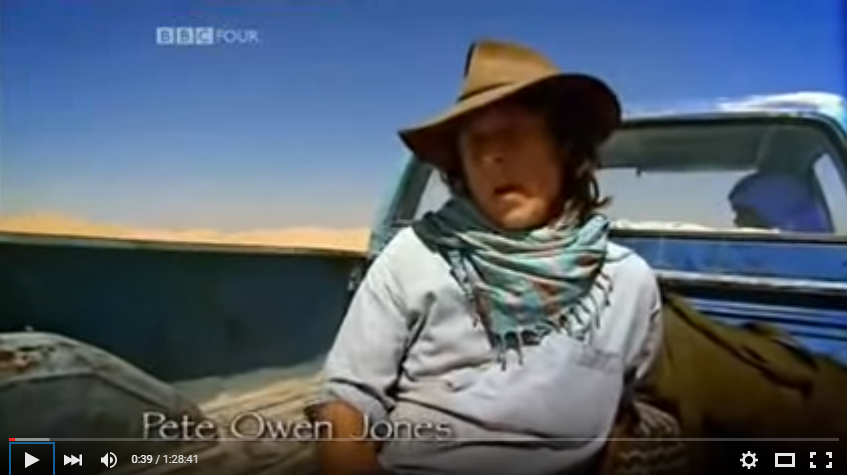 BBC FOUR
Pete Owen Jones
0:39 / 1:28:41